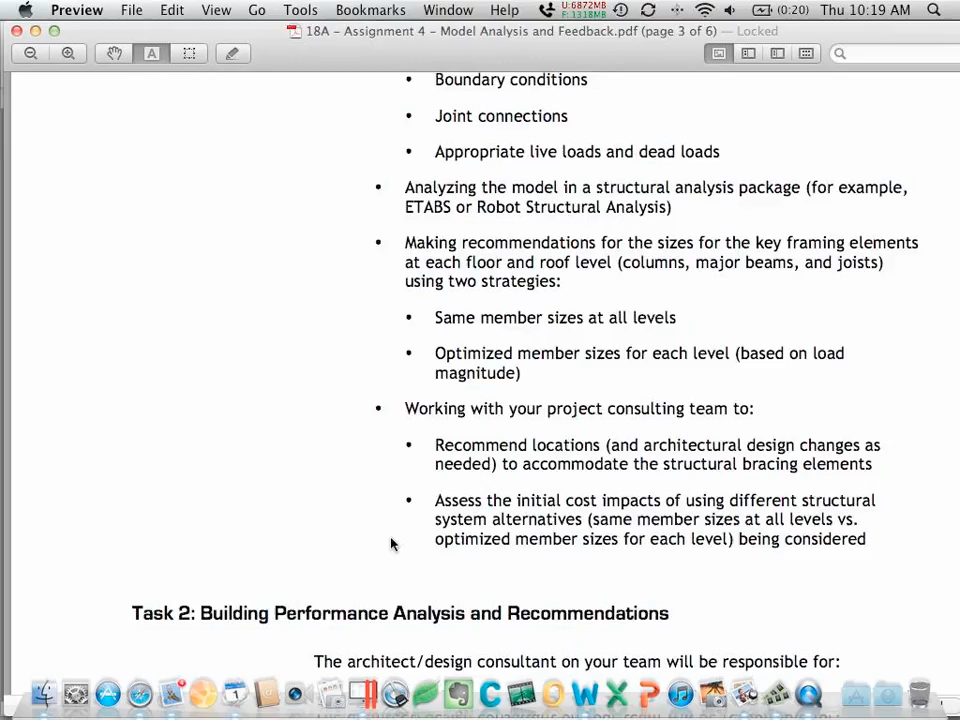 Preview File Edit View Go Tools Bookmarks Window Help U:6872MB F:1318MB (0:20) Thu 10:19 AM
18A - Assignment 4 - Model Analysis and Feedback.pdf (page 3 of 6) — Locked
• Boundary conditions
• Joint connections
• Appropriate live loads and dead loads
• Analyzing the model in a structural analysis package (for example,
ETABS or Robot Structural Analysis)
• Making recommendations for the sizes for the key framing elements
at each floor and roof level (columns, major beams, and joists)
using two strategies:
• Same member sizes at all levels
• Optimized member sizes for each level (based on load
magnitude)
• Working with your project consulting team to:
• Recommend locations (and architectural design changes as
needed) to accommodate the structural bracing elements
• Assess the initial cost impacts of using different structural
system alternatives (same member sizes at all levels vs.
optimized member sizes for each level) being considered
Task 2: Building Performance Analysis and Recommendations
The architect/design consultant on your team will be responsible for: